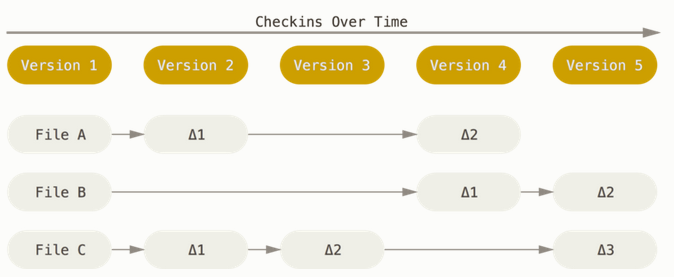 Checkins Over Time
Version 1 Version 2 Version 3 Version 4 Version 5
File A Δ1 Δ2
File B Δ1 Δ2
File C Δ1 Δ2 Δ3